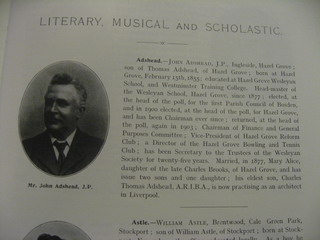 LITERARY, MUSICAL AND SCHOLASTIC.
Adshead.—JOHN ADSHEAD, J.P., Ingleside, Hazel Grove;
son of Thomas Adshead, of Hazel Grove; born at Hazel
Grove, February 15th, 1855; educated at Hazel Grove Wesleyan
School, and Westminster Training College. Head-master of
the Wesleyan School, Hazel Grove, since 1877; elected, at
the head of the poll, for the first Parish Council of Bosden,
and in 1900 elected, at the head of the poll, for Hazel Grove,
and has been Chairman ever since; returned, at the head of
the poll, again in 1905; Chairman of Finance and General
Purposes Committee; Vice-President of Hazel Grove Reform
Club; a Director of the Hazel Grove Bowling and Tennis
Club; has been Secretary to the Trustees of the Wesleyan
Society for twenty-five years. Married, in 1877, Mary Alice,
daughter of the late Charles Brooks, of Hazel Grove, and has
issue two sons and one daughter; his eldest son, Charles
Thomas Adshead, A.R.I.B.A., is now practising as an architect
in Liverpool.
Mr. John Adshead, J.P.
Astle.—WILLIAM ASTLE, Brentwood, Cale Green Park,
Stockport; son of William Astle, of Stockport; born at